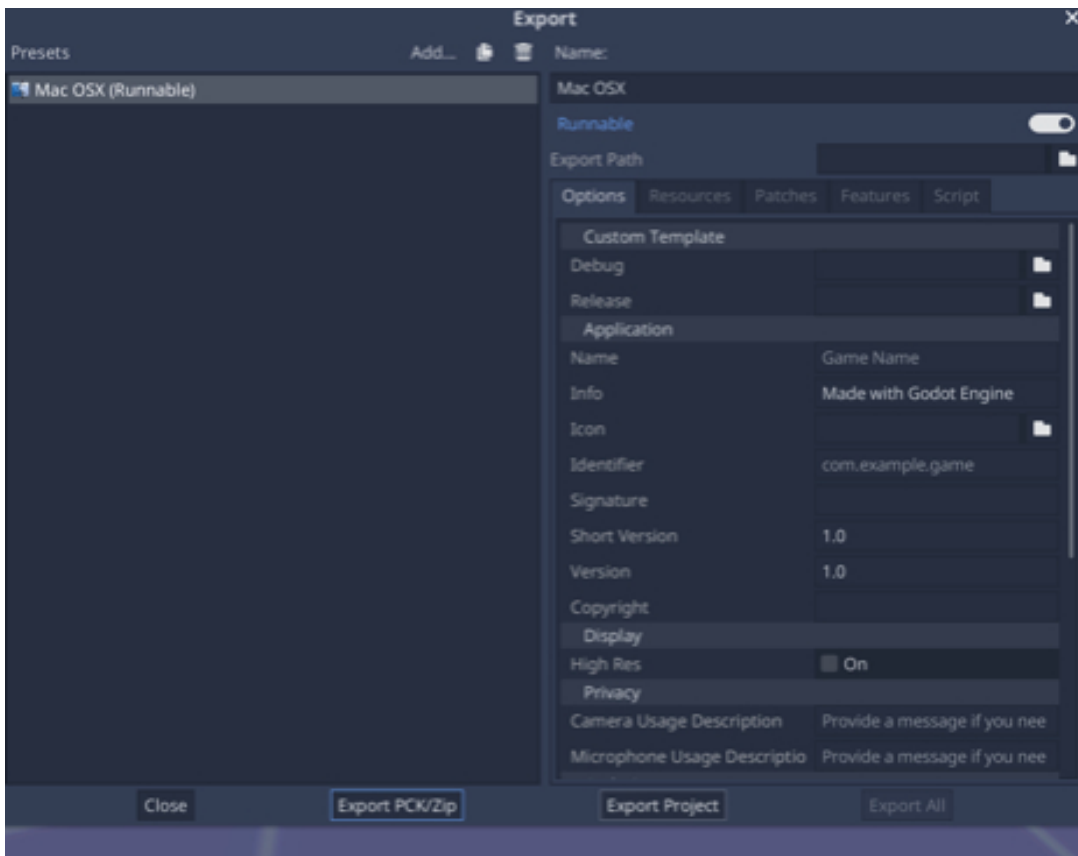 Export
Presets Add...
Mac OSX (Runnable)
Name:
Mac OSX
Runnable
Export Path
Options Resources Patches Features Script
Custom Template
Debug
Release
Application
Name Game Name
Info Made with Godot Engine
Icon
Identifier com.example.game
Signature
Short Version 1.0
Version 1.0
Copyright
Display
High Res On
Privacy
Camera Usage Description Provide a message if you nee
Microphone Usage Descriptio Provide a message if you nee
Close Export PCK/Zip Export Project Export All